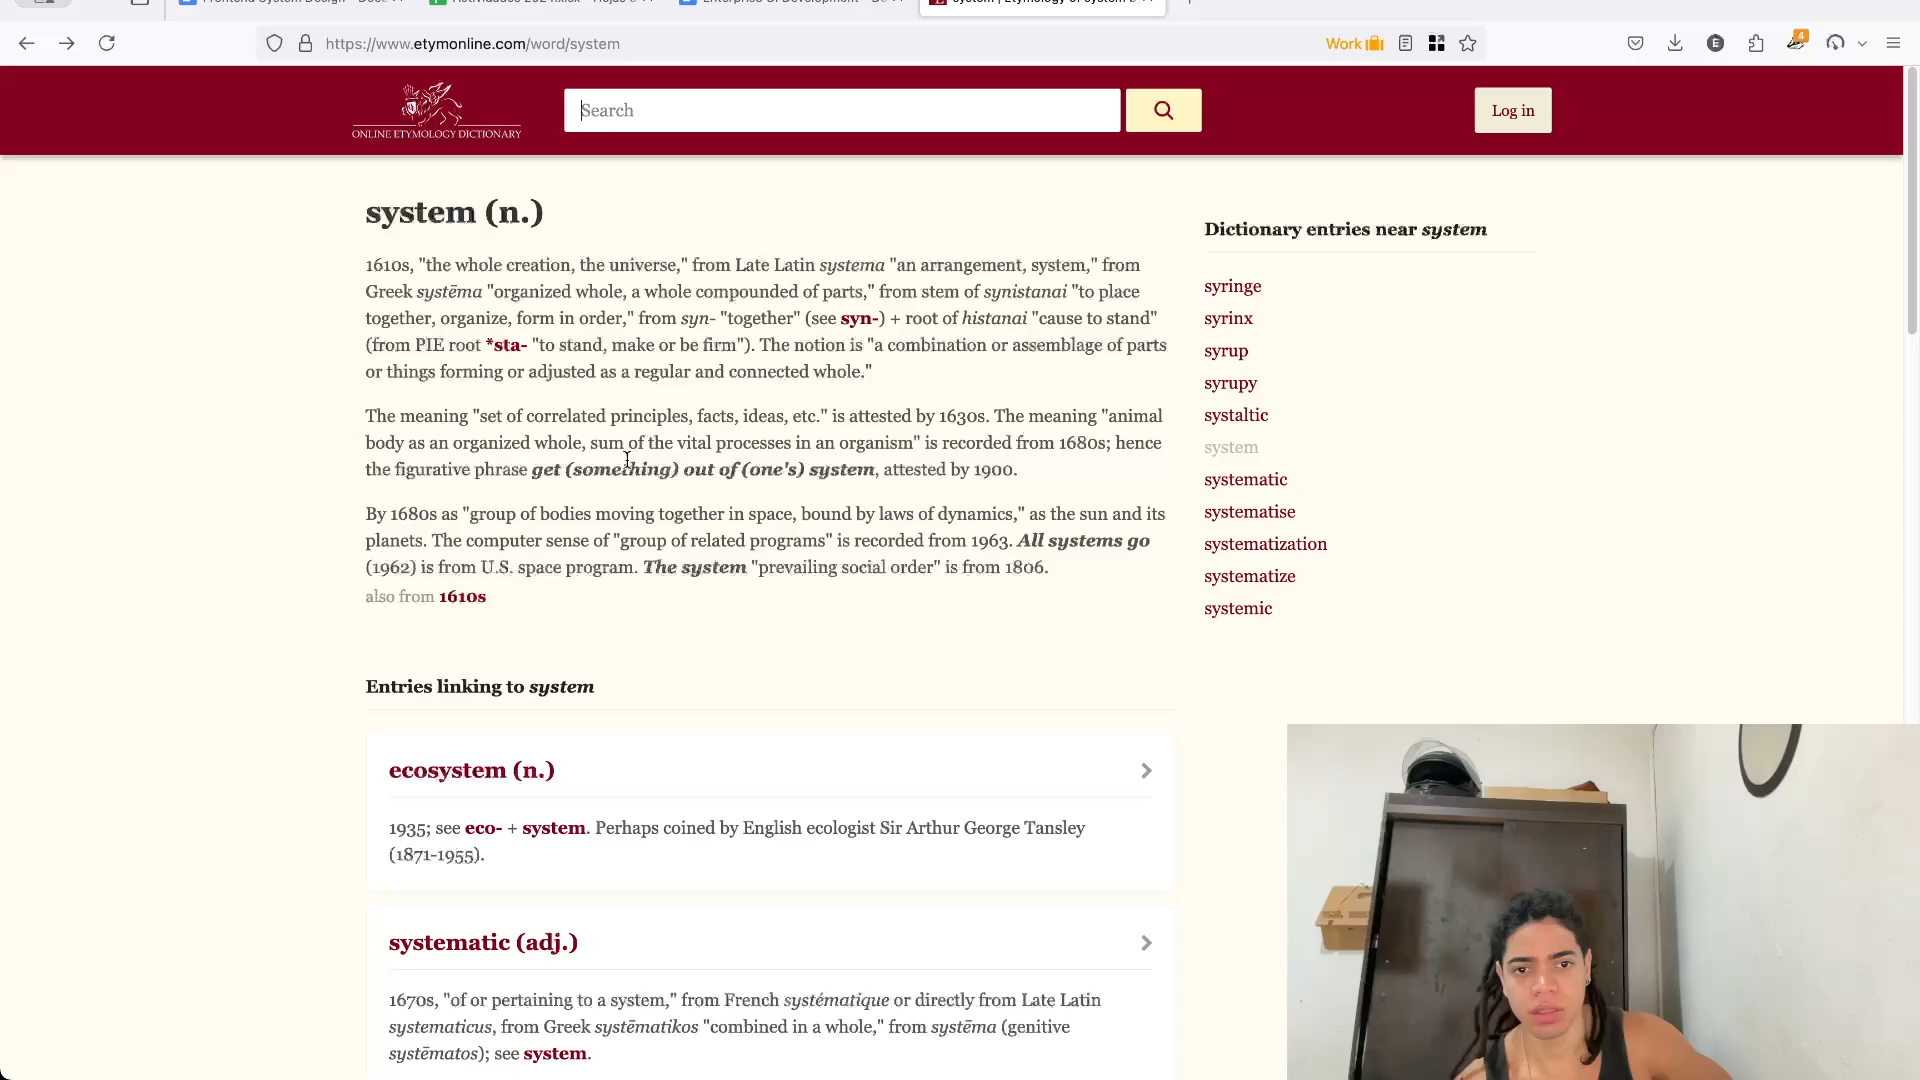 https://www.etymonline.com/word/system
Work
E
4
ONLINE ETYMOLOGY DICTIONARY
Search
Log in
system (n.)
1610s, "the whole creation, the universe," from Late Latin systema "an arrangement, system," from
Greek systēma "organized whole, a whole compounded of parts," from stem of synistanai "to place
together, organize, form in order," from syn- "together" (see syn-) + root of histanai "cause to stand"
(from PIE root *sta- "to stand, make or be firm"). The notion is "a combination or assemblage of parts
or things forming or adjusted as a regular and connected whole."
The meaning "set of correlated principles, facts, ideas, etc." is attested by 1630s. The meaning "animal
body as an organized whole, sum of the vital processes in an organism" is recorded from 1680s; hence
the figurative phrase get (something) out of (one's) system, attested by 1900.
By 1680s as "group of bodies moving together in space, bound by laws of dynamics," as the sun and its
planets. The computer sense of "group of related programs" is recorded from 1963. All systems go
(1962) is from U.S. space program. The system "prevailing social order" is from 1806.
also from 1610s
Dictionary entries near system
syringe
syrinx
syrup
syrupy
systaltic
system
systematic
systematise
systematization
systematize
systemic
Entries linking to system
ecosystem (n.)
1935; see eco- + system. Perhaps coined by English ecologist Sir Arthur George Tansley
(1871-1955).
systematic (adj.)
1670s, "of or pertaining to a system," from French systématique or directly from Late Latin
systematicus, from Greek systēmatikos "combined in a whole," from systēma (genitive
systēmatos); see system.